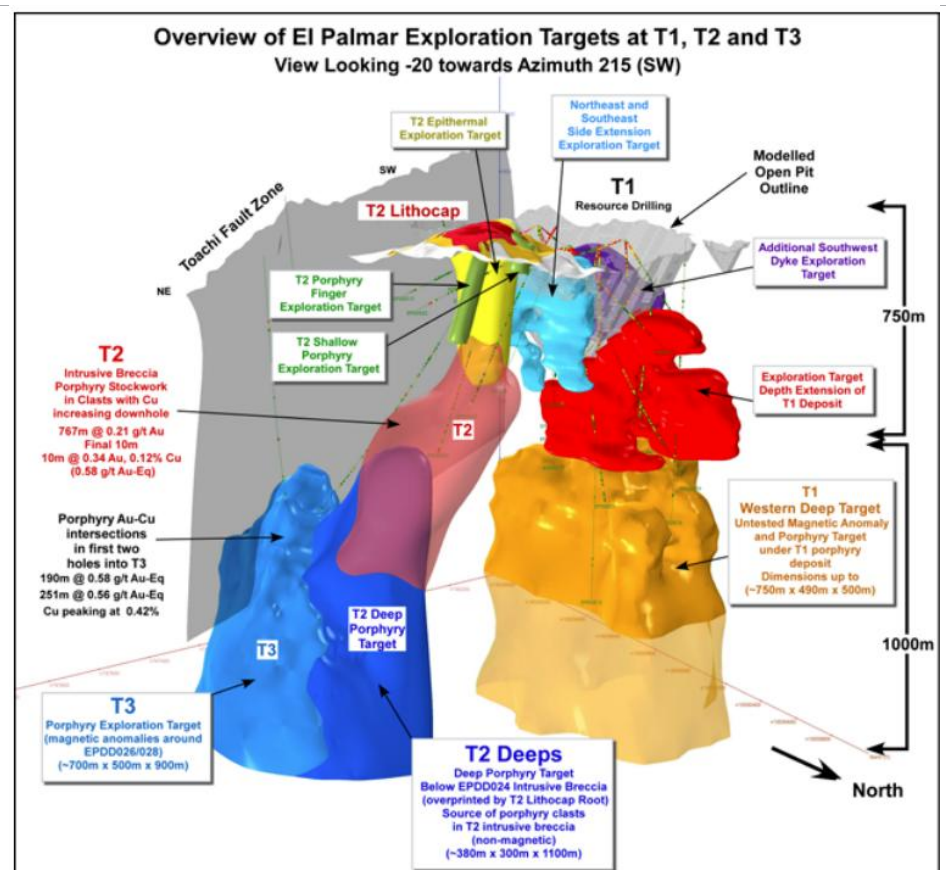 Overview of El Palmar Exploration Targets at T1, T2 and T3
View Looking -20 towards Azimuth 215 (SW)
T2 Epithermal
Exploration Target
Northeast and
Southeast
Side Extension
Exploration Target
Modelled
Open Pit
Outline
SW
T1
Resource Drilling
T2 Lithocap
Toachi Fault Zone
NE
Additional Southwest
Dyke Exploration
Target
T2 Porphyry
Finger
Exploration Target
750m
T2 Shallow
Porphyry
Exploration Target
T2
Intrusive Breccia
Porphyry Stockwork
in Clasts with Cu
increasing downhole
767m @ 0.21 g/t Au
Final 10m
10m @ 0.34 Au, 0.12% Cu
(0.58 g/t Au-Eq)
Exploration Target
Depth Extension of
T1 Deposit
T2
Porphyry Au-Cu
intersections
in first two
holes into T3
190m @ 0.58 g/t Au-Eq
251m @ 0.56 g/t Au-Eq
Cu peaking at 0.42%
T1
Western Deep Target
Untested Magnetic Anomaly
and Porphyry Target
under T1 porphyry
deposit
Dimensions up to
(~750m x 490m x 500m)
T2 Deep
Porphyry
Target
T3
1000m
T3
Porphyry Exploration Target
(magnetic anomalies around
EPDD026/028)
(~700m x 500m x 900m)
T2 Deeps
Deep Porphyry Target
Below EPDD024 Intrusive Breccia
(overprinted by T2 Lithocap Root)
Source of porphyry clasts
in T2 intrusive breccia
(non-magnetic)
(~380m x 300m x 1100m)
North